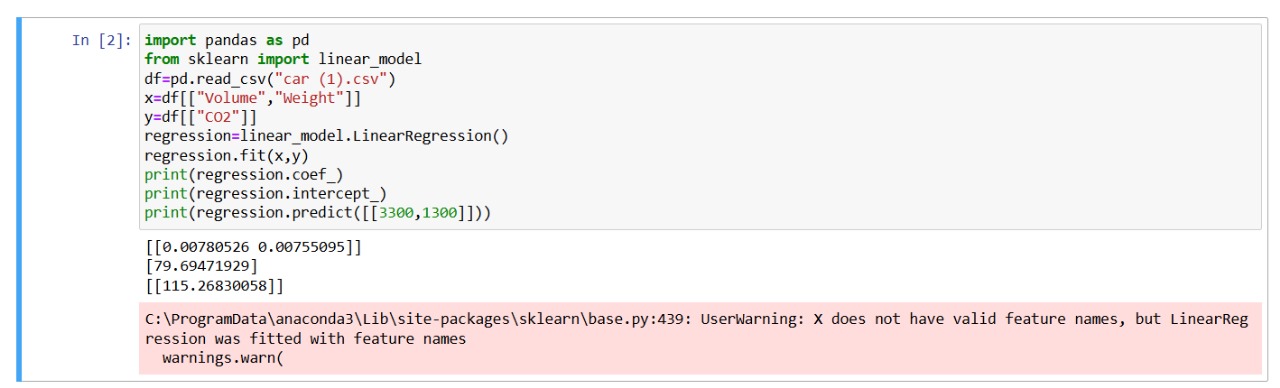 In [2]: import pandas as pd
from sklearn import linear_model
df=pd.read_csv("car (1).csv")
x=df[["Volume","Weight"]]
y=df[["CO2"]]
regression=linear_model.LinearRegression()
regression.fit(x,y)
print(regression.coef_)
print(regression.intercept_)
print(regression.predict([[3300,1300]]))
[[0.00780526 0.00755095]]
[79.69471929]
[[115.26830058]]
C:\ProgramData\anaconda3\Lib\site-packages\sklearn\base.py:439: UserWarning: X does not have valid feature names, but LinearReg
ression was fitted with feature names
  warnings.warn(